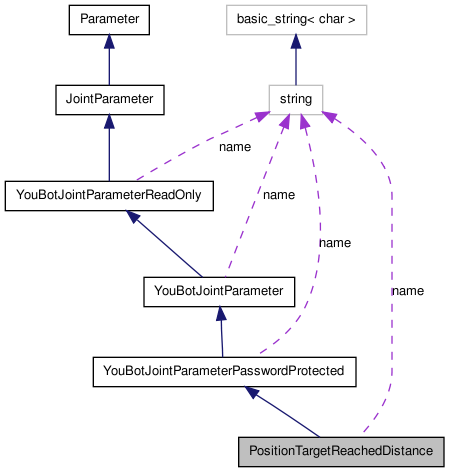 Parameter
basic_string< char >
JointParameter
string
name
YouBotJointParameterReadOnly
name
name
YouBotJointParameter
name
YouBotJointParameterPasswordProtected
PositionTargetReachedDistance